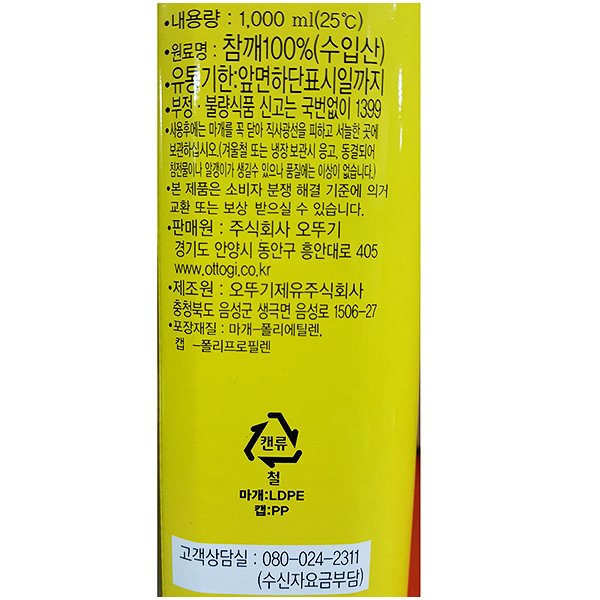 •내용량 : 1,000 ml(25℃)
•원료명 : 참깨100%(수입산)
•유통기한:앞면하단표시일까지
•부정·불량식품 신고는 국번없이 1399
•사용후에는 마개를 꼭 닫아 직사광선을 피하고 서늘한 곳에
보관하십시오.(겨울철 또는 냉장 보관시 응고, 동결되어
침전물이나 알갱이가 생길수 있으나 품질에는 이상이 없습니다.)
•본 제품은 소비자 분쟁 해결 기준에 의거
교환 또는 보상 받으실 수 있습니다.
•판매원 : 주식회사 오뚜기
경기도 안양시 동안구 흥안대로 405
www.ottogi.co.kr
•제조원 : 오뚜기제유주식회사
충청북도 음성군 생극면 음성로 1506-27
•포장재질 : 마개-폴리에틸렌,
캡 -폴리프로필렌
캔류
철
마개:LDPE
캡:PP
고객상담실 : 080-024-2311
(수신자요금부담)